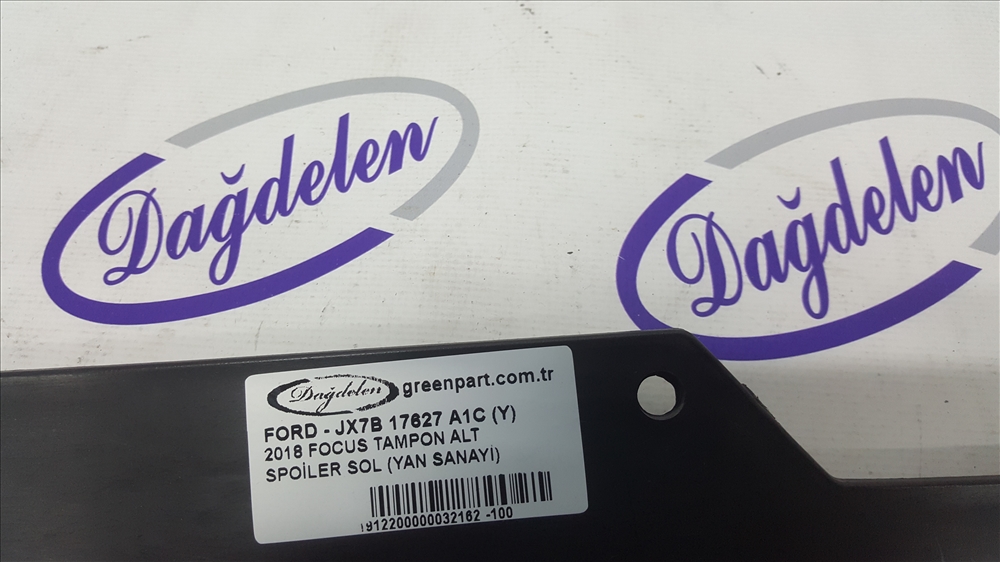 Dağdelen
Dağdelen
Dağdelen greenpart.com.tr
FORD - JX7B 17627 A1C (Y)
2018 FOCUS TAMPON ALT
SPOİLER SOL (YAN SANAYİ)
912200000032162 -100